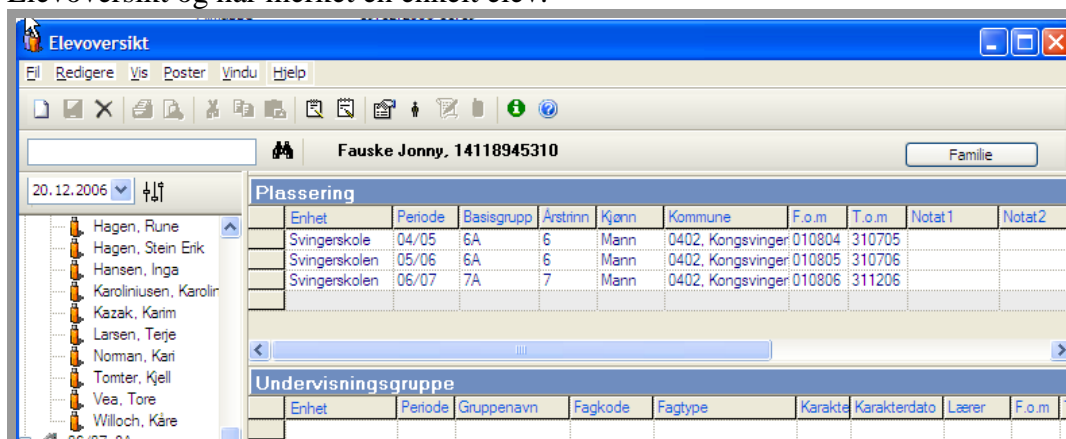 Elevoversikt og har merket en enkelt elev.
Elevoversikt
Fil Redigere Vis Poster Vindu Hjelp
Fauske Jonny, 14118945310 Familie
20.12.2006
Hagen, Rune
Hagen, Stein Erik
Hansen, Inga
Karoliniusen, Karolin
Kazak, Karim
Larsen, Terje
Norman, Kari
Tomter, Kjell
Vea, Tore
Willoch, Kåre
Plassering
Enhet Periode Basisgrupp Årstrinn Kjønn Kommune F.o.m T.o.m Notat1 Notat2
Svingerskole 04/05 6A 6 Mann 0402, Kongsvinger 010804 310705
Svingerskolen 05/06 6A 6 Mann 0402, Kongsvinger 010805 310706
Svingerskolen 06/07 7A 7 Mann 0402, Kongsvinger 010806 311206
Undervisningsgruppe
Enhet Periode Gruppenavn Fagkode Fagtype Karakte Karakterdato Lærer F.o.m